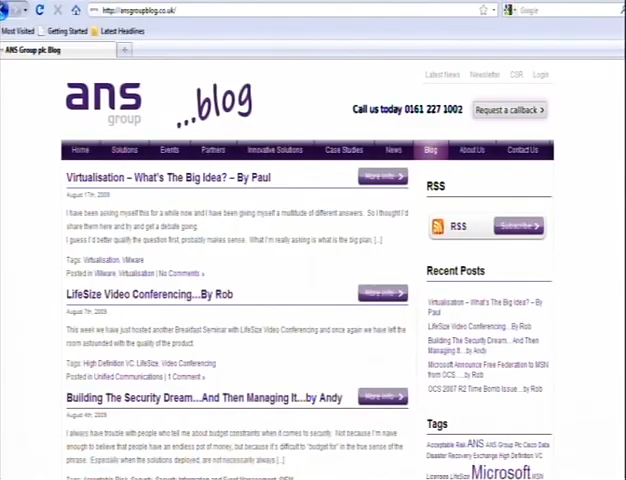 http://ansgroupblog.co.uk/
Google
Most Visited Getting Started Latest Headlines
ANS Group plc Blog
Latest News Newsletter CSR Login
ans
group
...blog
Call us today 0161 227 1002 Request a callback
Home Solutions Events Partners Innovative Solutions Case Studies News Blog About Us Contact Us
Virtualisation – What's The Big Idea? – By Paul
More info
August 17th, 2009
I have been asking myself this for a while now and I have been giving myself a multitude of different answers. So I thought I'd
share them here and try and get a debate going.
I guess I'd better qualify the question first, probably makes sense. What I'm really asking is what is the big plan, [...]
Tags: Virtualisation, VMware
Posted in VMware, Virtualisation | No Comments »
LifeSize Video Conferencing…By Rob
More info
August 7th, 2009
This week we have just hosted another Breakfast Seminar with LifeSize Video Conferencing and once again we have left the
room astounded with the quality of the product.
Tags: High Definition VC, LifeSize, Video Conferencing
Posted in Unified Communications | 1 Comment »
Building The Security Dream…And Then Managing It…by Andy
More info
August 4th, 2009
I always have trouble with people who tell me about budget constraints when it comes to security. Not because I'm naive
enough to believe that people have an endless pot of money, but because it's difficult to "budget for" in the true sense of the
phrase. Especially when the solutions deployed, are not necessarily always [...]
RSS
RSS Subscribe
Recent Posts
Virtualisation – What's The Big Idea? – By
Paul
LifeSize Video Conferencing…By Rob
Building The Security Dream…And Then
Managing It…by Andy
Microsoft Announce Free Federation to MSN
from OCS…..by Rob
OCS 2007 R2 Time Bomb Issue…by Rob
Tags
Acceptable Risk ANS ANS Group Plc Cisco Data
Disaster Recovery Exchange High Definition VC
Licenses LifeSize Microsoft MSN